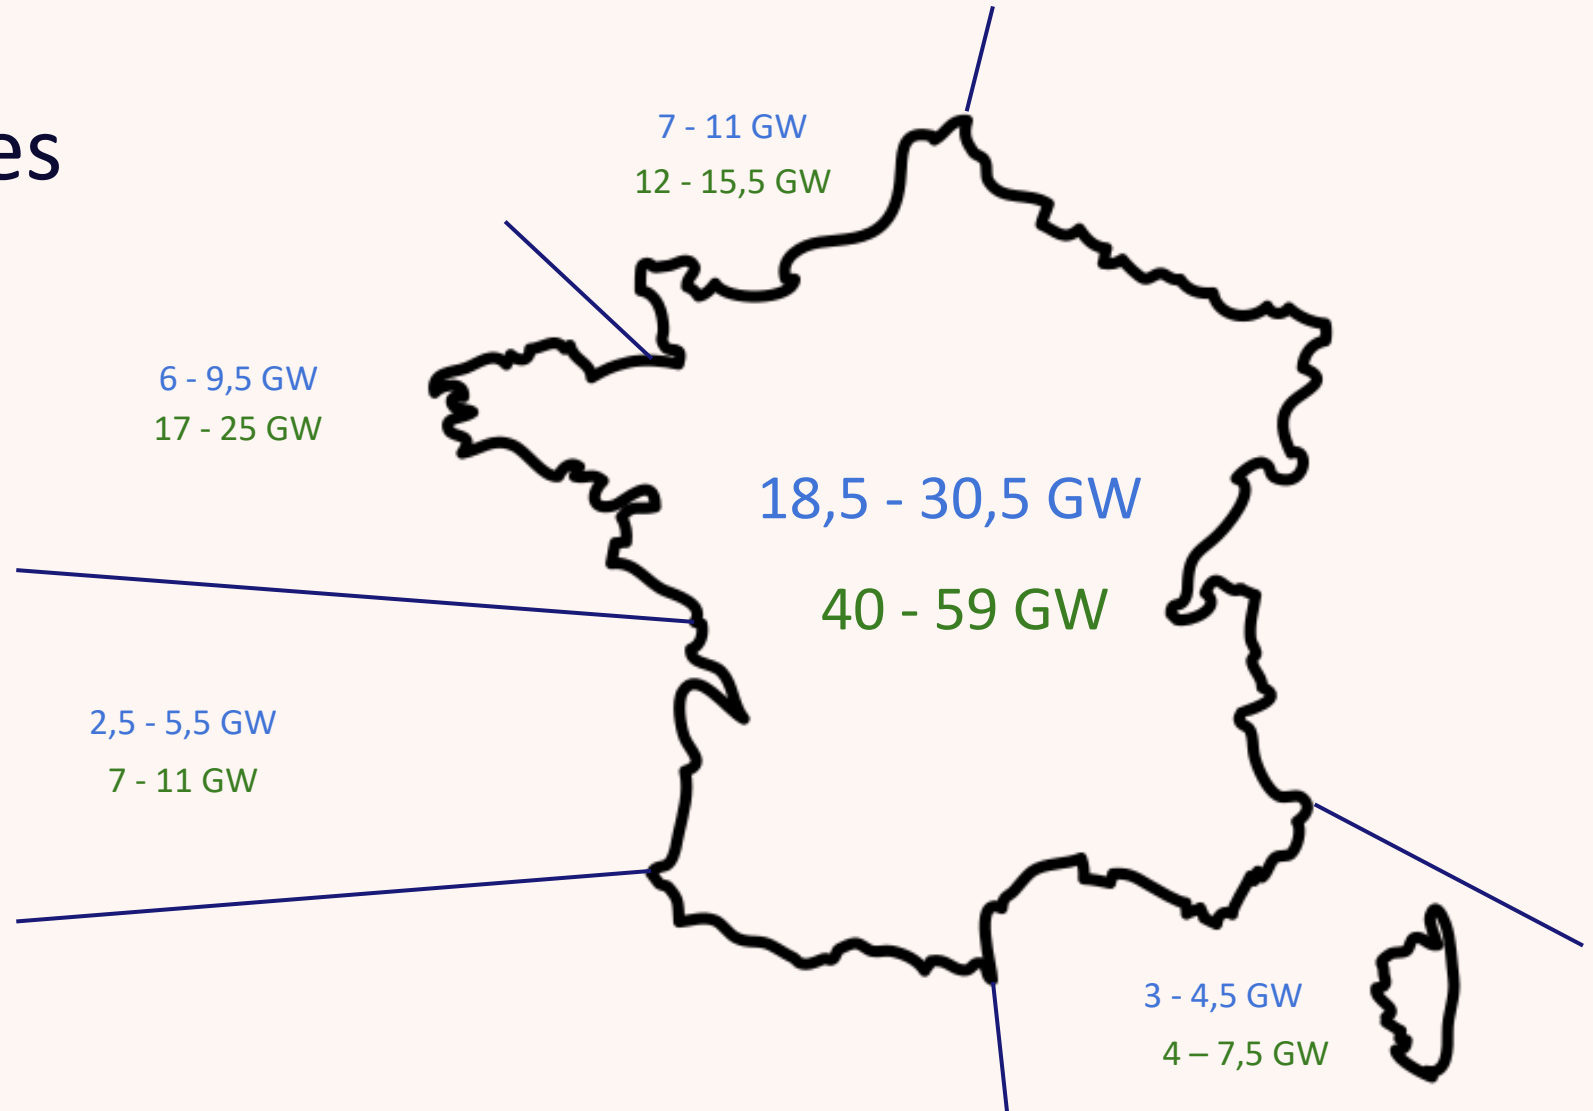 es
7 - 11 GW
12 - 15,5 GW
6 - 9,5 GW
17 - 25 GW
18,5 - 30,5 GW
40 - 59 GW
2,5 - 5,5 GW
7 - 11 GW
3 - 4,5 GW
4 – 7,5 GW